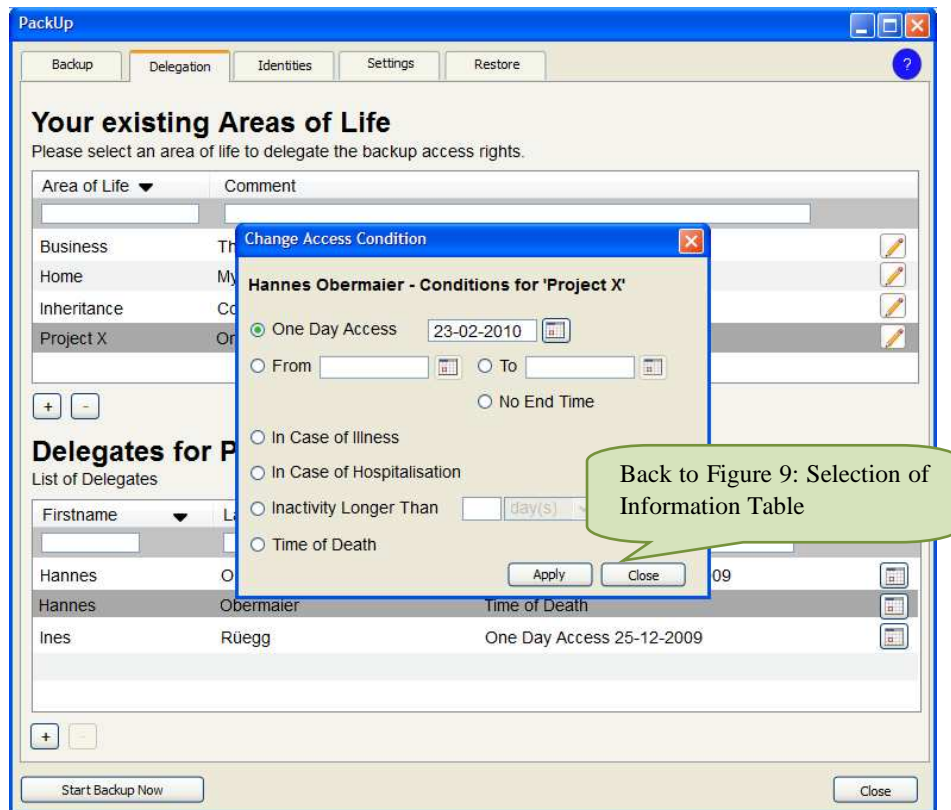 PackUp
Backup Delegation Identities Settings Restore ?
Your existing Areas of Life
Please select an area of life to delegate the backup access rights.
Area of Life Comment
Business Th
Home My
Inheritance Co
Project X Or
Change Access Condition
Hannes Obermaier - Conditions for 'Project X'
One Day Access 23-02-2010
From To
No End Time
In Case of Illness
In Case of Hospitalisation
Inactivity Longer Than day(s)
Time of Death
Apply Close
Back to Figure 9: Selection of
Information Table
+ -
Delegates for P
List of Delegates
Firstname La
Hannes O 09
Hannes Obermaier Time of Death
Ines Rüegg One Day Access 25-12-2009
+ -
Start Backup Now Close